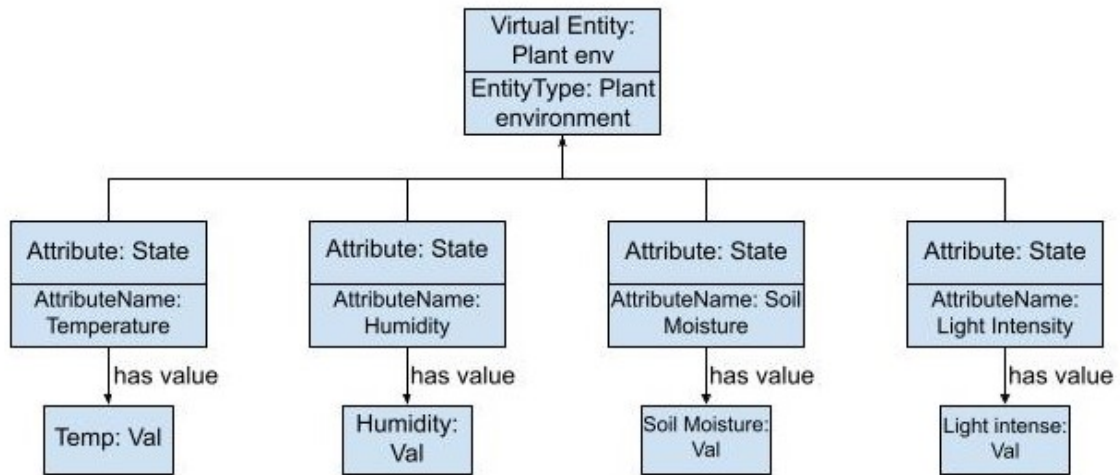 Virtual Entity:
Plant env
EntityType: Plant
environment
Attribute: State
AttributeName:
Temperature
Attribute: State
AttributeName:
Humidity
Attribute: State
AttributeName: Soil
Moisture
Attribute: State
AttributeName:
Light Intensity
has value
has value
has value
has value
Temp: Val
Humidity:
Val
Soil Moisture:
Val
Light intense:
Val